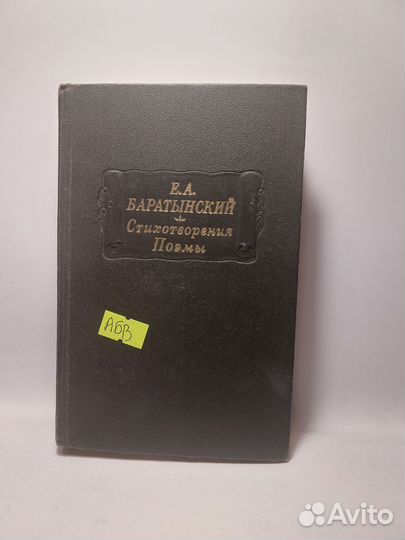 Е.А.
БАРАТЫНСКИЙ
Стихотворения
Поэмы
АБВ
Avito